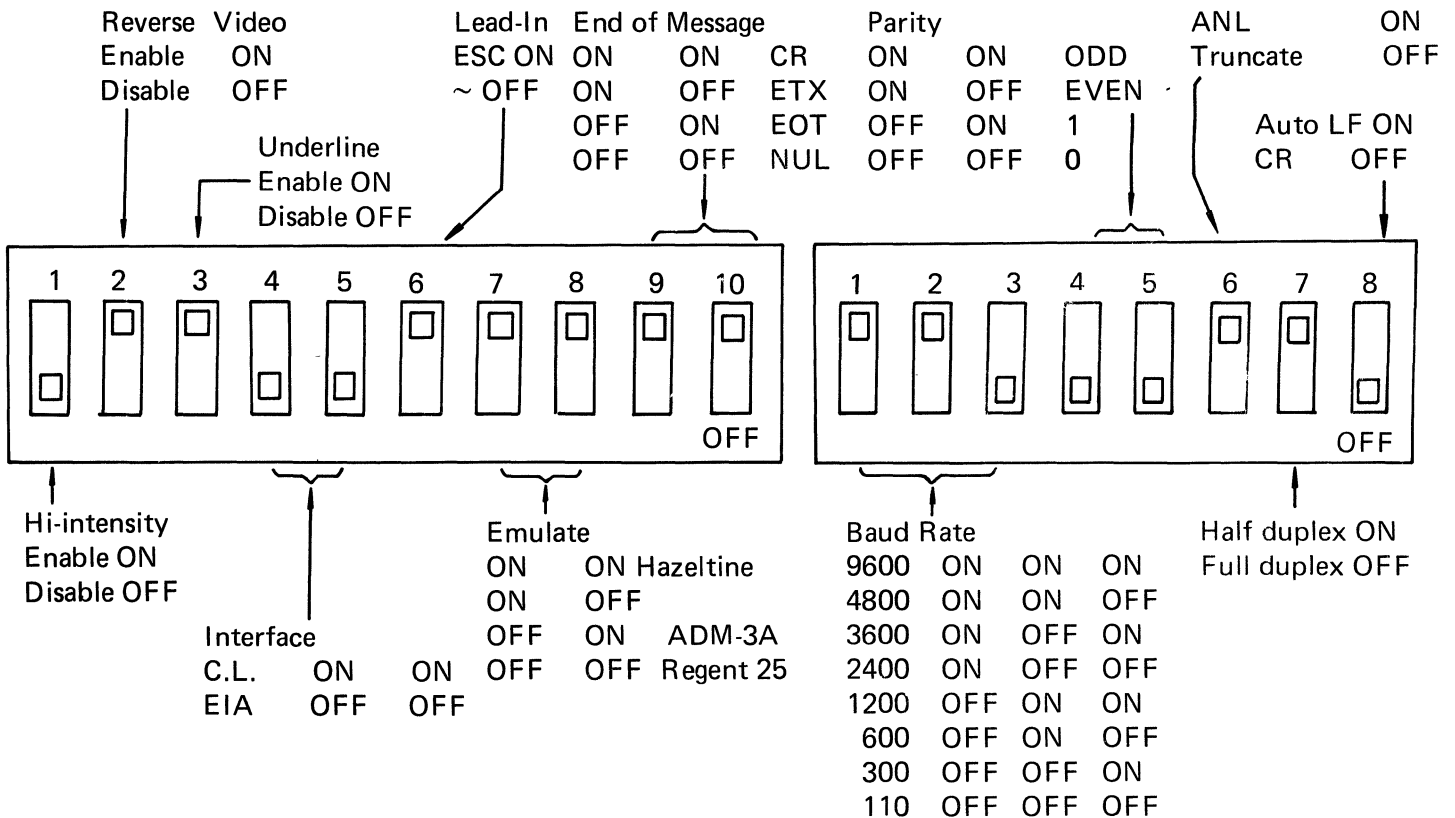 Reverse Video
Enable ON
Disable OFF
Underline
Enable ON
Disable OFF
Lead-In
ESC ON
~ OFF
End of Message
ON ON CR
ON OFF ETX
OFF ON EOT
OFF OFF NUL
Parity
ON ON ODD
ON OFF EVEN
OFF ON 1
OFF OFF 0
ANL ON
Truncate OFF
Auto LF ON
CR OFF
1 2 3 4 5 6 7 8 9 10
OFF
1 2 3 4 5 6 7 8
OFF
Hi-intensity
Enable ON
Disable OFF
Interface
C.L. ON ON
EIA OFF OFF
Emulate
ON ON Hazeltine
ON OFF
OFF ON ADM-3A
OFF OFF Regent 25
Baud Rate
9600 ON ON ON
4800 ON ON OFF
3600 ON OFF ON
2400 ON OFF OFF
1200 OFF ON ON
600 OFF ON OFF
300 OFF OFF ON
110 OFF OFF OFF
Half duplex ON
Full duplex OFF